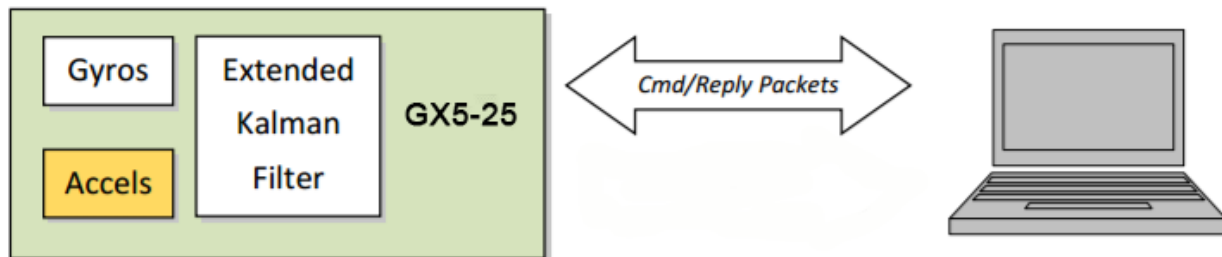 Gyros
Accels
Extended
Kalman
Filter
GX5-25
Cmd/Reply Packets